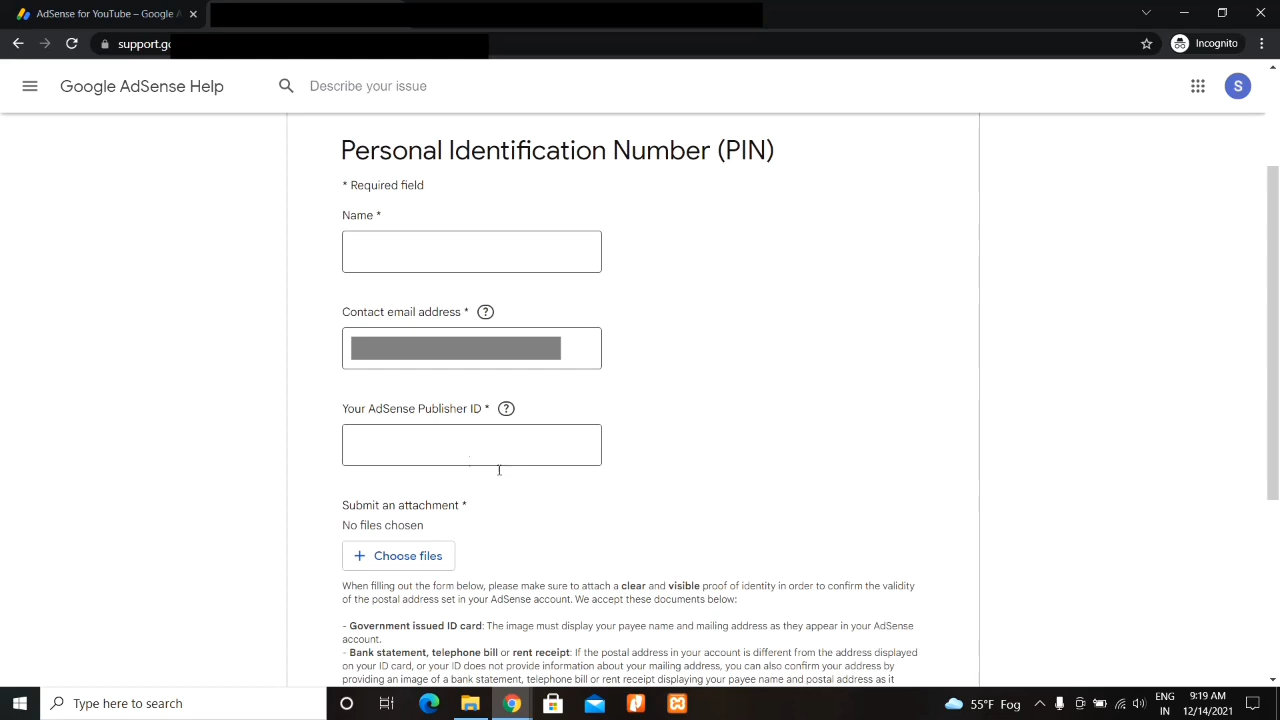 AdSense for YouTube – Google A
support.go
Incognito
Google AdSense Help
Describe your issue
S
Personal Identification Number (PIN)
* Required field
Name *
Contact email address * ?
Your AdSense Publisher ID * ?
Submit an attachment *
No files chosen
+ Choose files
When filling out the form below, please make sure to attach a clear and visible proof of identity in order to confirm the validity
of the postal address set in your AdSense account. We accept these documents below:
- Government issued ID card: The image must display your payee name and mailing address as they appear in your AdSense
account.
- Bank statement, telephone bill or rent receipt: If the postal address in your account is different from the address displayed
on your ID card, or your ID does not provide information about your mailing address, you can also confirm your address by
providing an image of a bank statement, telephone bill or rent receipt displaying your payee name and postal address as it
Type here to search
55°F Fog
ENG
IN
9:19 AM
12/14/2021